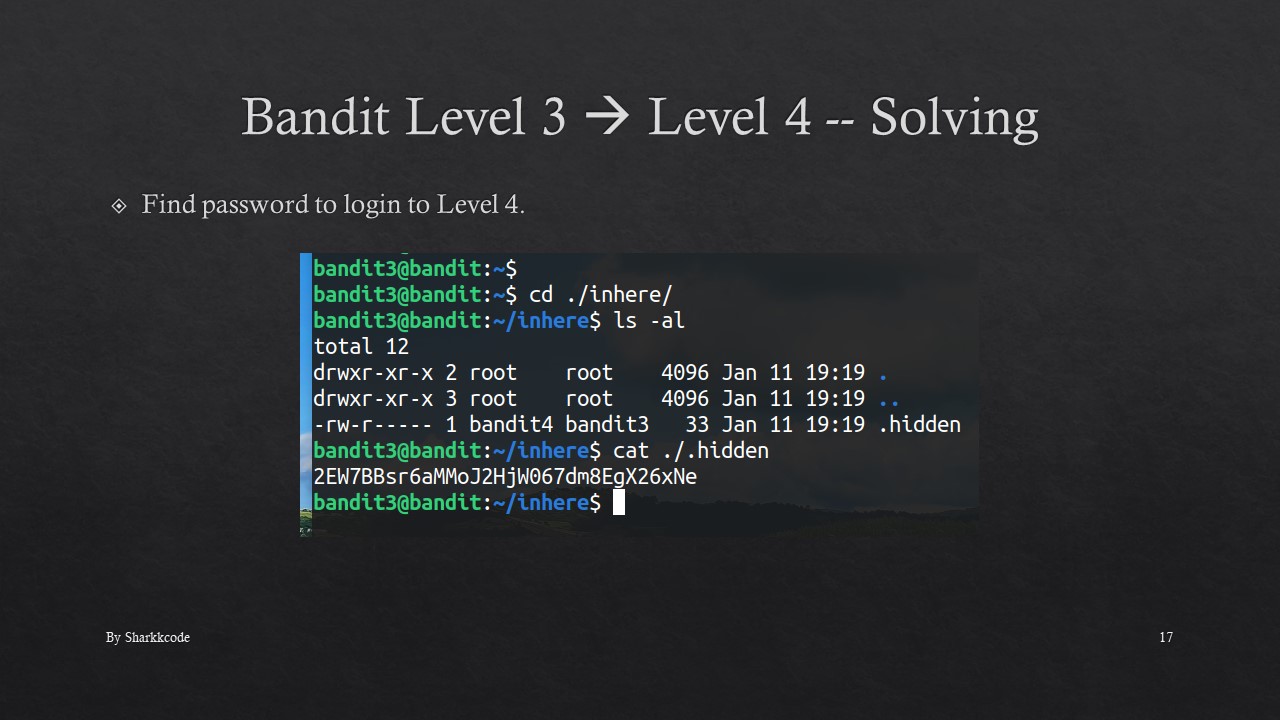 Bandit Level 3 → Level 4 -- Solving
Find password to login to Level 4.
bandit3@bandit:~$
bandit3@bandit:~$ cd ./inhere/
bandit3@bandit:~/inhere$ ls -al
total 12
drwxr-xr-x 2 root    root    4096 Jan 11 19:19 .
drwxr-xr-x 3 root    root    4096 Jan 11 19:19 ..
-rw-r----- 1 bandit4 bandit3   33 Jan 11 19:19 .hidden
bandit3@bandit:~/inhere$ cat ./.hidden
2EW7BBsr6aMMoJ2HjW067dm8EgX26xNe
bandit3@bandit:~/inhere$
By Sharkkcode
17